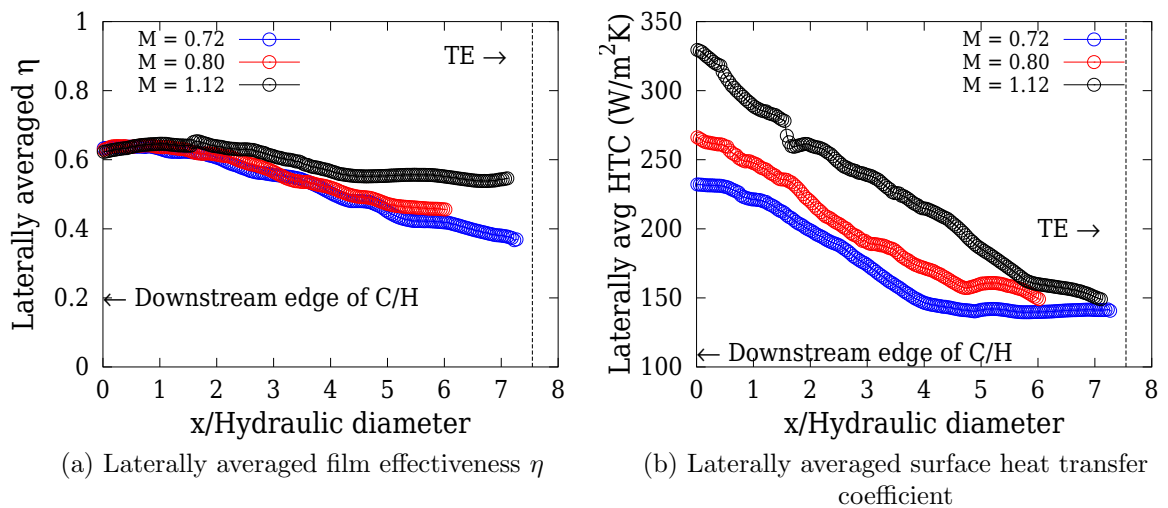 M = 0.72
M = 0.80
M = 1.12
TE →
← Downstream edge of C/H
Laterally averaged η
0
0.2
0.4
0.6
0.8
1
0 1 2 3 4 5 6 7 8
x/Hydraulic diameter
(a) Laterally averaged film effectiveness η
M = 0.72
M = 0.80
M = 1.12
TE →
← Downstream edge of C/H
Laterally avg HTC (W/m²K)
100
150
200
250
300
350
0 1 2 3 4 5 6 7 8
x/Hydraulic diameter
(b) Laterally averaged surface heat transfer
coefficient